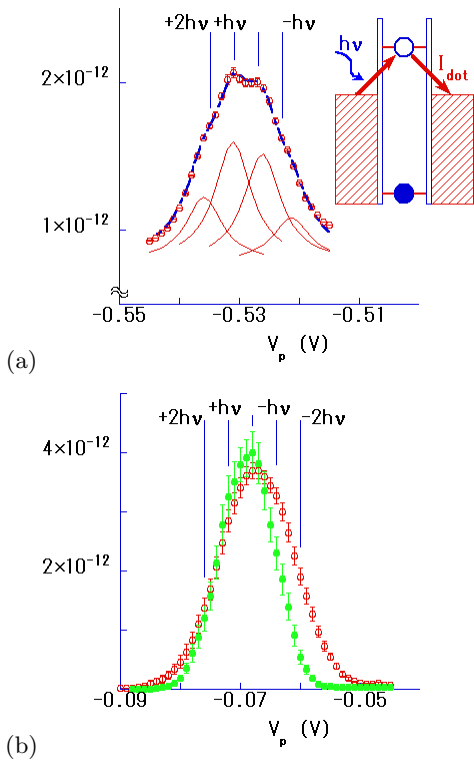 +2hν +hν -hν
hν
I_dot
2×10^-12
1×10^-12
-0.55 -0.53 -0.51
V_p (V)
(a)
+2hν +hν -hν -2hν
4×10^-12
2×10^-12
-0.09 -0.07 -0.05
V_p (V)
(b)